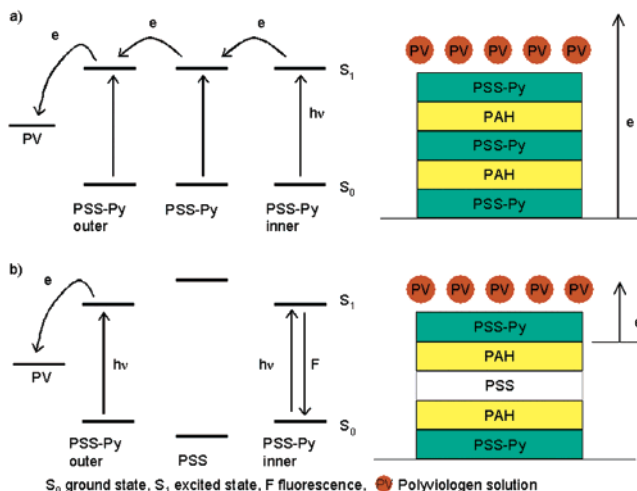 a)
e
e
e
S1
PV
hν
S0
PSS-Py
outer
PSS-Py
PSS-Py
inner
PV PV PV PV PV
PSS-Py
PAH
PSS-Py
PAH
PSS-Py
e
b)
e
S1
PV
hν
hν
F
S0
PSS-Py
outer
PSS
PSS-Py
inner
PV PV PV PV PV
PSS-Py
PAH
PSS
PAH
PSS-Py
S0 ground state, S1 excited state, F fluorescence, PV Polyviologen solution